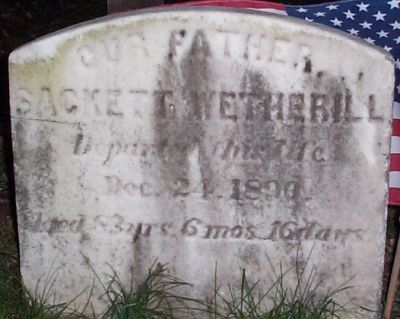 OUR FATHER
SACKETT WETHERILL
Departed this life
Dec. 24, 1890.
Aged 83 yrs. 6 mos. 16 days